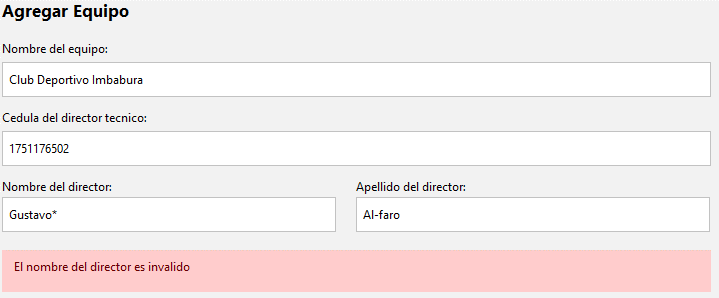 Agregar Equipo
Nombre del equipo:
Club Deportivo Imbabura
Cedula del director tecnico:
1751176502
Nombre del director:
Apellido del director:
Gustavo*
Al-faro
El nombre del director es invalido